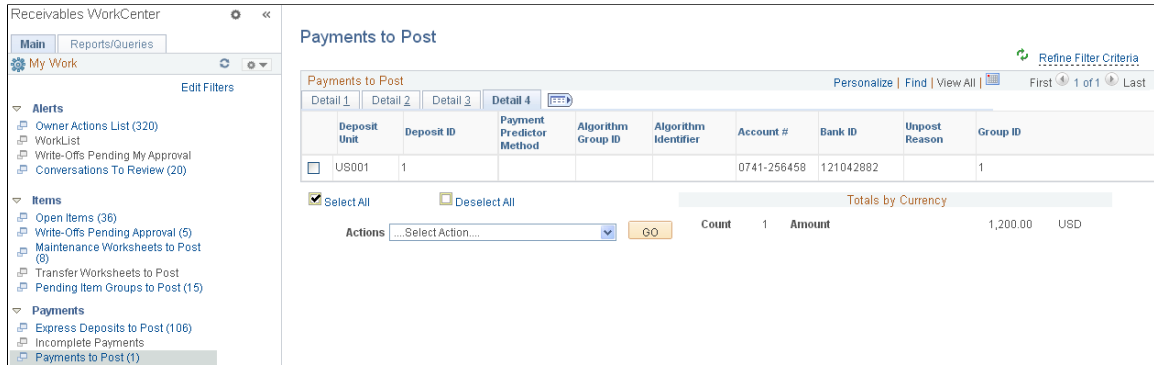 Receivables WorkCenter
Main Reports/Queries
My Work
Edit Filters
Alerts
Owner Actions List (320)
WorkList
Write-Offs Pending My Approval
Conversations To Review (20)
Items
Open Items (36)
Write-Offs Pending Approval (5)
Maintenance Worksheets to Post
(8)
Transfer Worksheets to Post
Pending Item Groups to Post (15)
Payments
Express Deposits to Post (106)
Incomplete Payments
Payments to Post (1)
Payments to Post
Refine Filter Criteria
Payments to Post Personalize | Find | View All | First 1 of 1 Last
Detail 1 Detail 2 Detail 3 Detail 4
Deposit Unit Deposit ID Payment Predictor Method Algorithm Group ID Algorithm Identifier Account # Bank ID Unpost Reason Group ID
US001 1 0741-256458 121042882 1
Select All Deselect All Totals by Currency
Actions ....Select Action.... GO Count 1 Amount 1,200.00 USD